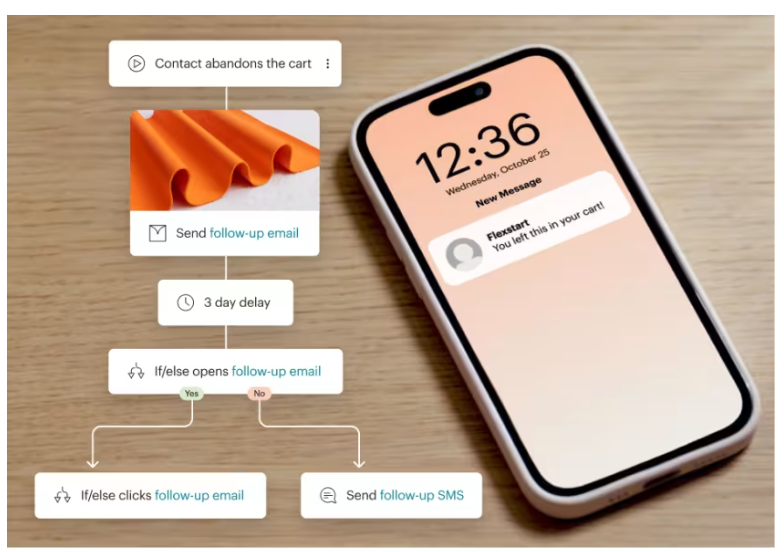 Contact abandons the cart
Send follow-up email
3 day delay
If/else opens follow-up email
Yes
No
If/else clicks follow-up email
Send follow-up SMS
12:36
Wednesday, October 25
New Message
Flexstart
You left this in your cart!